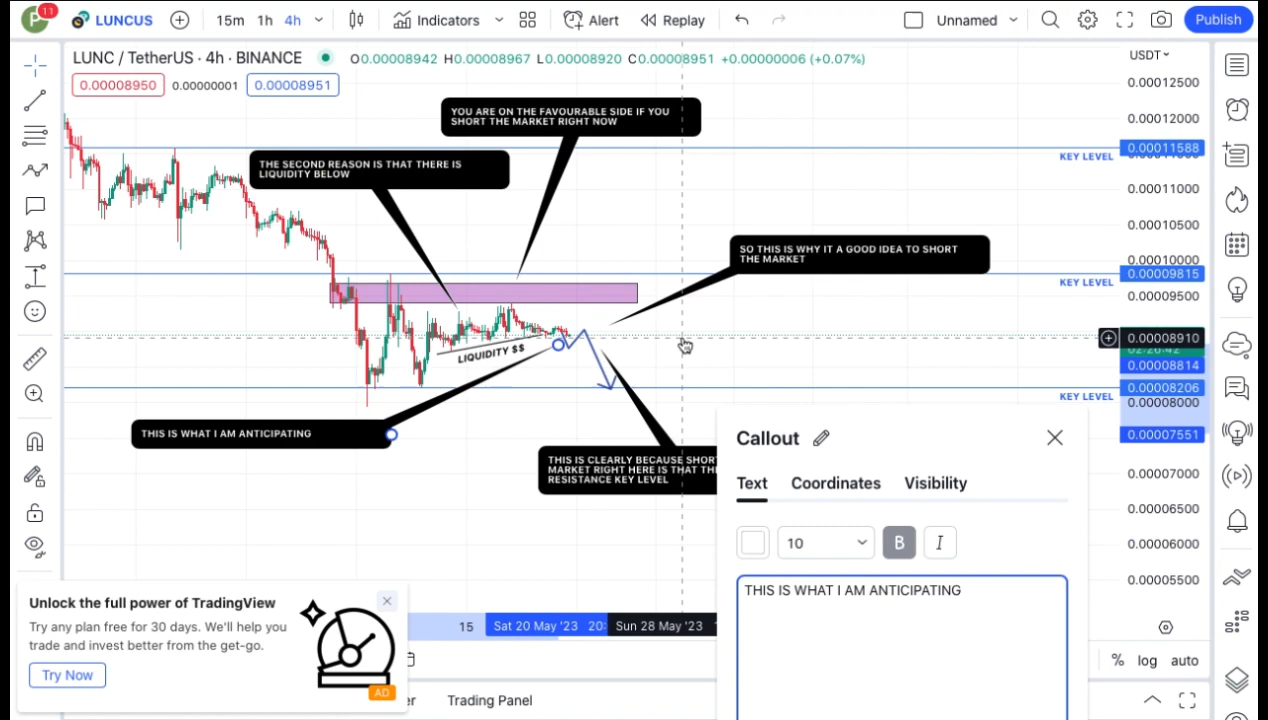 P 11 LUNCUS 15m 1h 4h Indicators Alert Replay Unnamed Publish
LUNC / TetherUS · 4h · BINANCE O0.00008942 H0.00008967 L0.00008920 C0.00008951 +0.00000006 (+0.07%)
USDT
0.00008950 0.00000001 0.00008951
0.00012500
YOU ARE ON THE FAVOURABLE SIDE IF YOU
SHORT THE MARKET RIGHT NOW
0.00012000
0.00011588
KEY LEVEL
THE SECOND REASON IS THAT THERE IS
LIQUIDITY BELOW
0.00011000
0.00010500
SO THIS IS WHY IT A GOOD IDEA TO SHORT
THE MARKET
0.00010000
0.00009815
KEY LEVEL
0.00009500
0.00008910
02:26:42
LIQUIDITY $$
0.00008814
0.00008206
KEY LEVEL
0.00008000
THIS IS WHAT I AM ANTICIPATING
0.00007551
THIS IS CLEARLY BECAUSE SHOR
MARKET RIGHT HERE IS THAT TH
RESISTANCE KEY LEVEL
0.00007000
0.00006500
0.00006000
0.00005500
Callout
Text Coordinates Visibility
10 B I
THIS IS WHAT I AM ANTICIPATING
Unlock the full power of TradingView
Try any plan free for 30 days. We'll help you
trade and invest better from the get-go.
Try Now
AD
15 Sat 20 May '23 20: Sun 28 May '23
% log auto
er Trading Panel